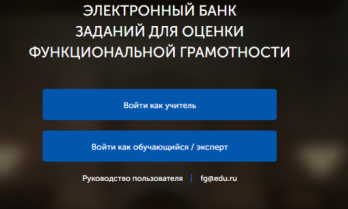 ЭЛЕКТРОННЫЙ БАНК
ЗАДАНИЙ ДЛЯ ОЦЕНКИ
ФУНКЦИОНАЛЬНОЙ ГРАМОТНОСТИ
Войти как учитель
Войти как обучающийся / эксперт
Руководство пользователя | fg@edu.ru